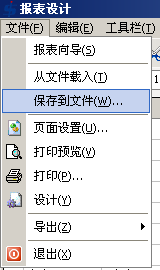 报表设计
文件(F) 编辑(E) 工具栏(T)
报表向导(S)
从文件载入(T)
保存到文件(W)...
页面设置(U)...
打印预览(V)
打印(P)...
设计(Y)
导出(Z)
退出(X)